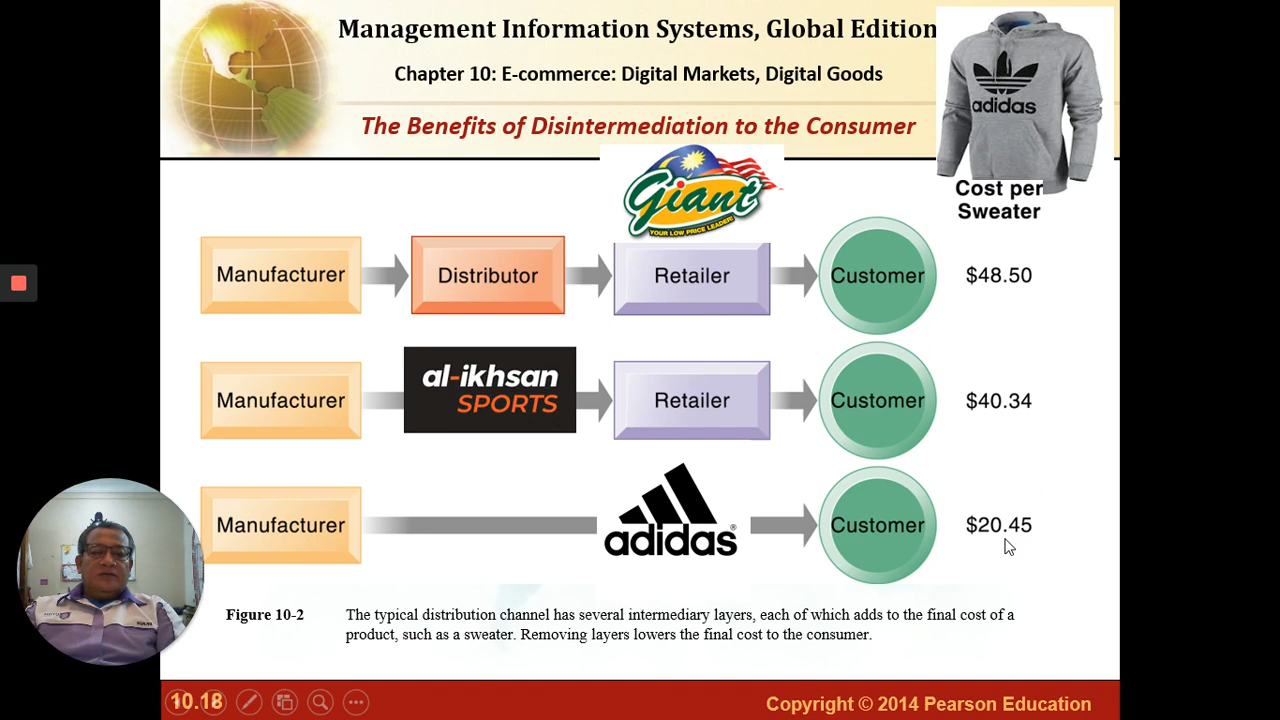 Management Information Systems, Global Edition
Chapter 10: E-commerce: Digital Markets, Digital Goods
The Benefits of Disintermediation to the Consumer
adidas
Cost per
Sweater
Giant
YOUR LOW PRICE LEADER!
Manufacturer
Distributor
Retailer
Customer
$48.50
Manufacturer
al-ikhsan
SPORTS
Retailer
Customer
$40.34
Manufacturer
adidas®
Customer
$20.45
Figure 10-2
The typical distribution channel has several intermediary layers, each of which adds to the final cost of a
product, such as a sweater. Removing layers lowers the final cost to the consumer.
10.18
Copyright © 2014 Pearson Education